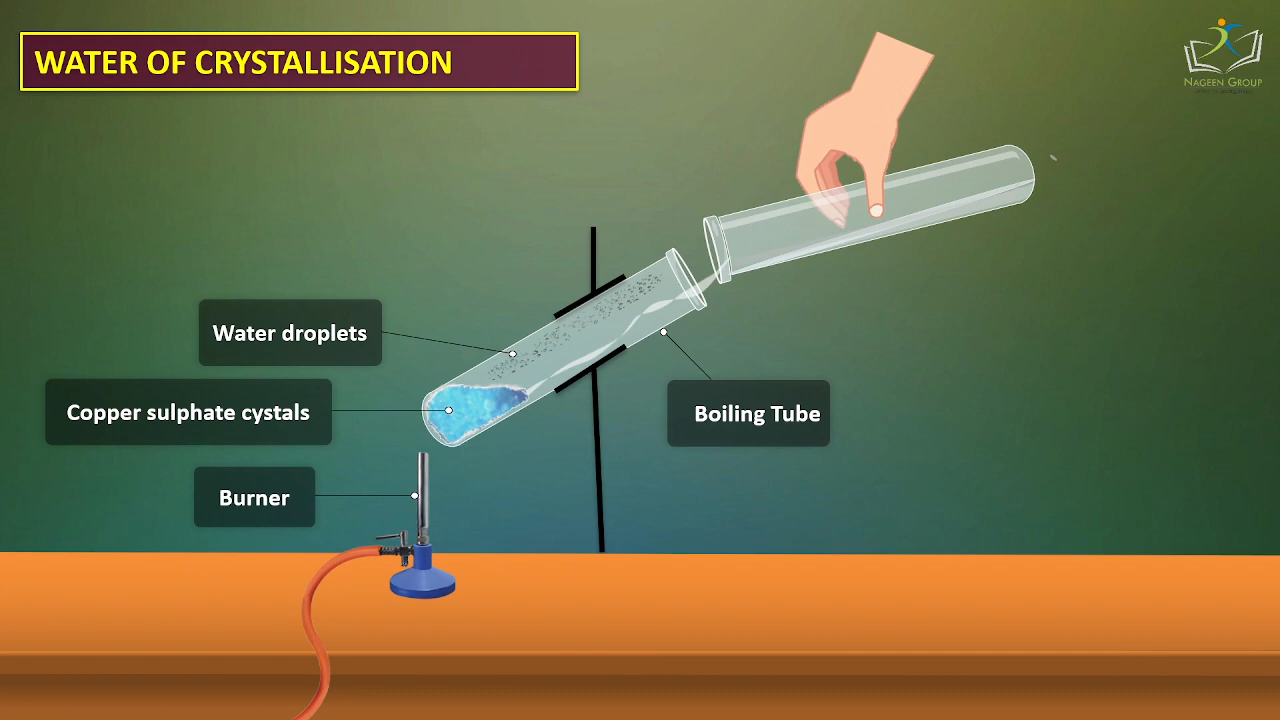 WATER OF CRYSTALLISATION
NAGEEN GROUP
Water droplets
Copper sulphate cystals
Boiling Tube
Burner